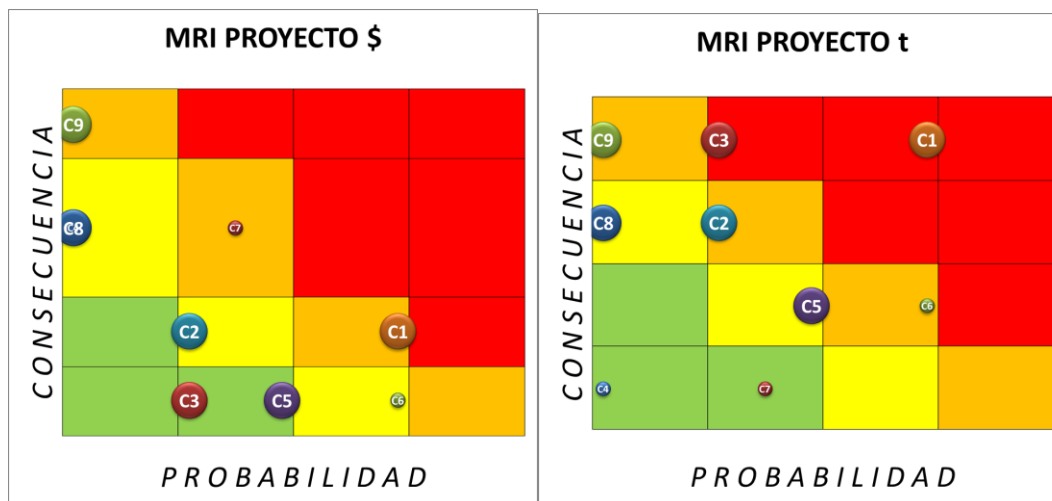 MRI PROYECTO $
CONSECUENCIA
C9
C8
C7
C2
C1
C3
C5
C6
PROBABILIDAD
MRI PROYECTO t
CONSECUENCIA
C9
C3
C1
C8
C2
C5
C6
C4
C7
PROBABILIDAD